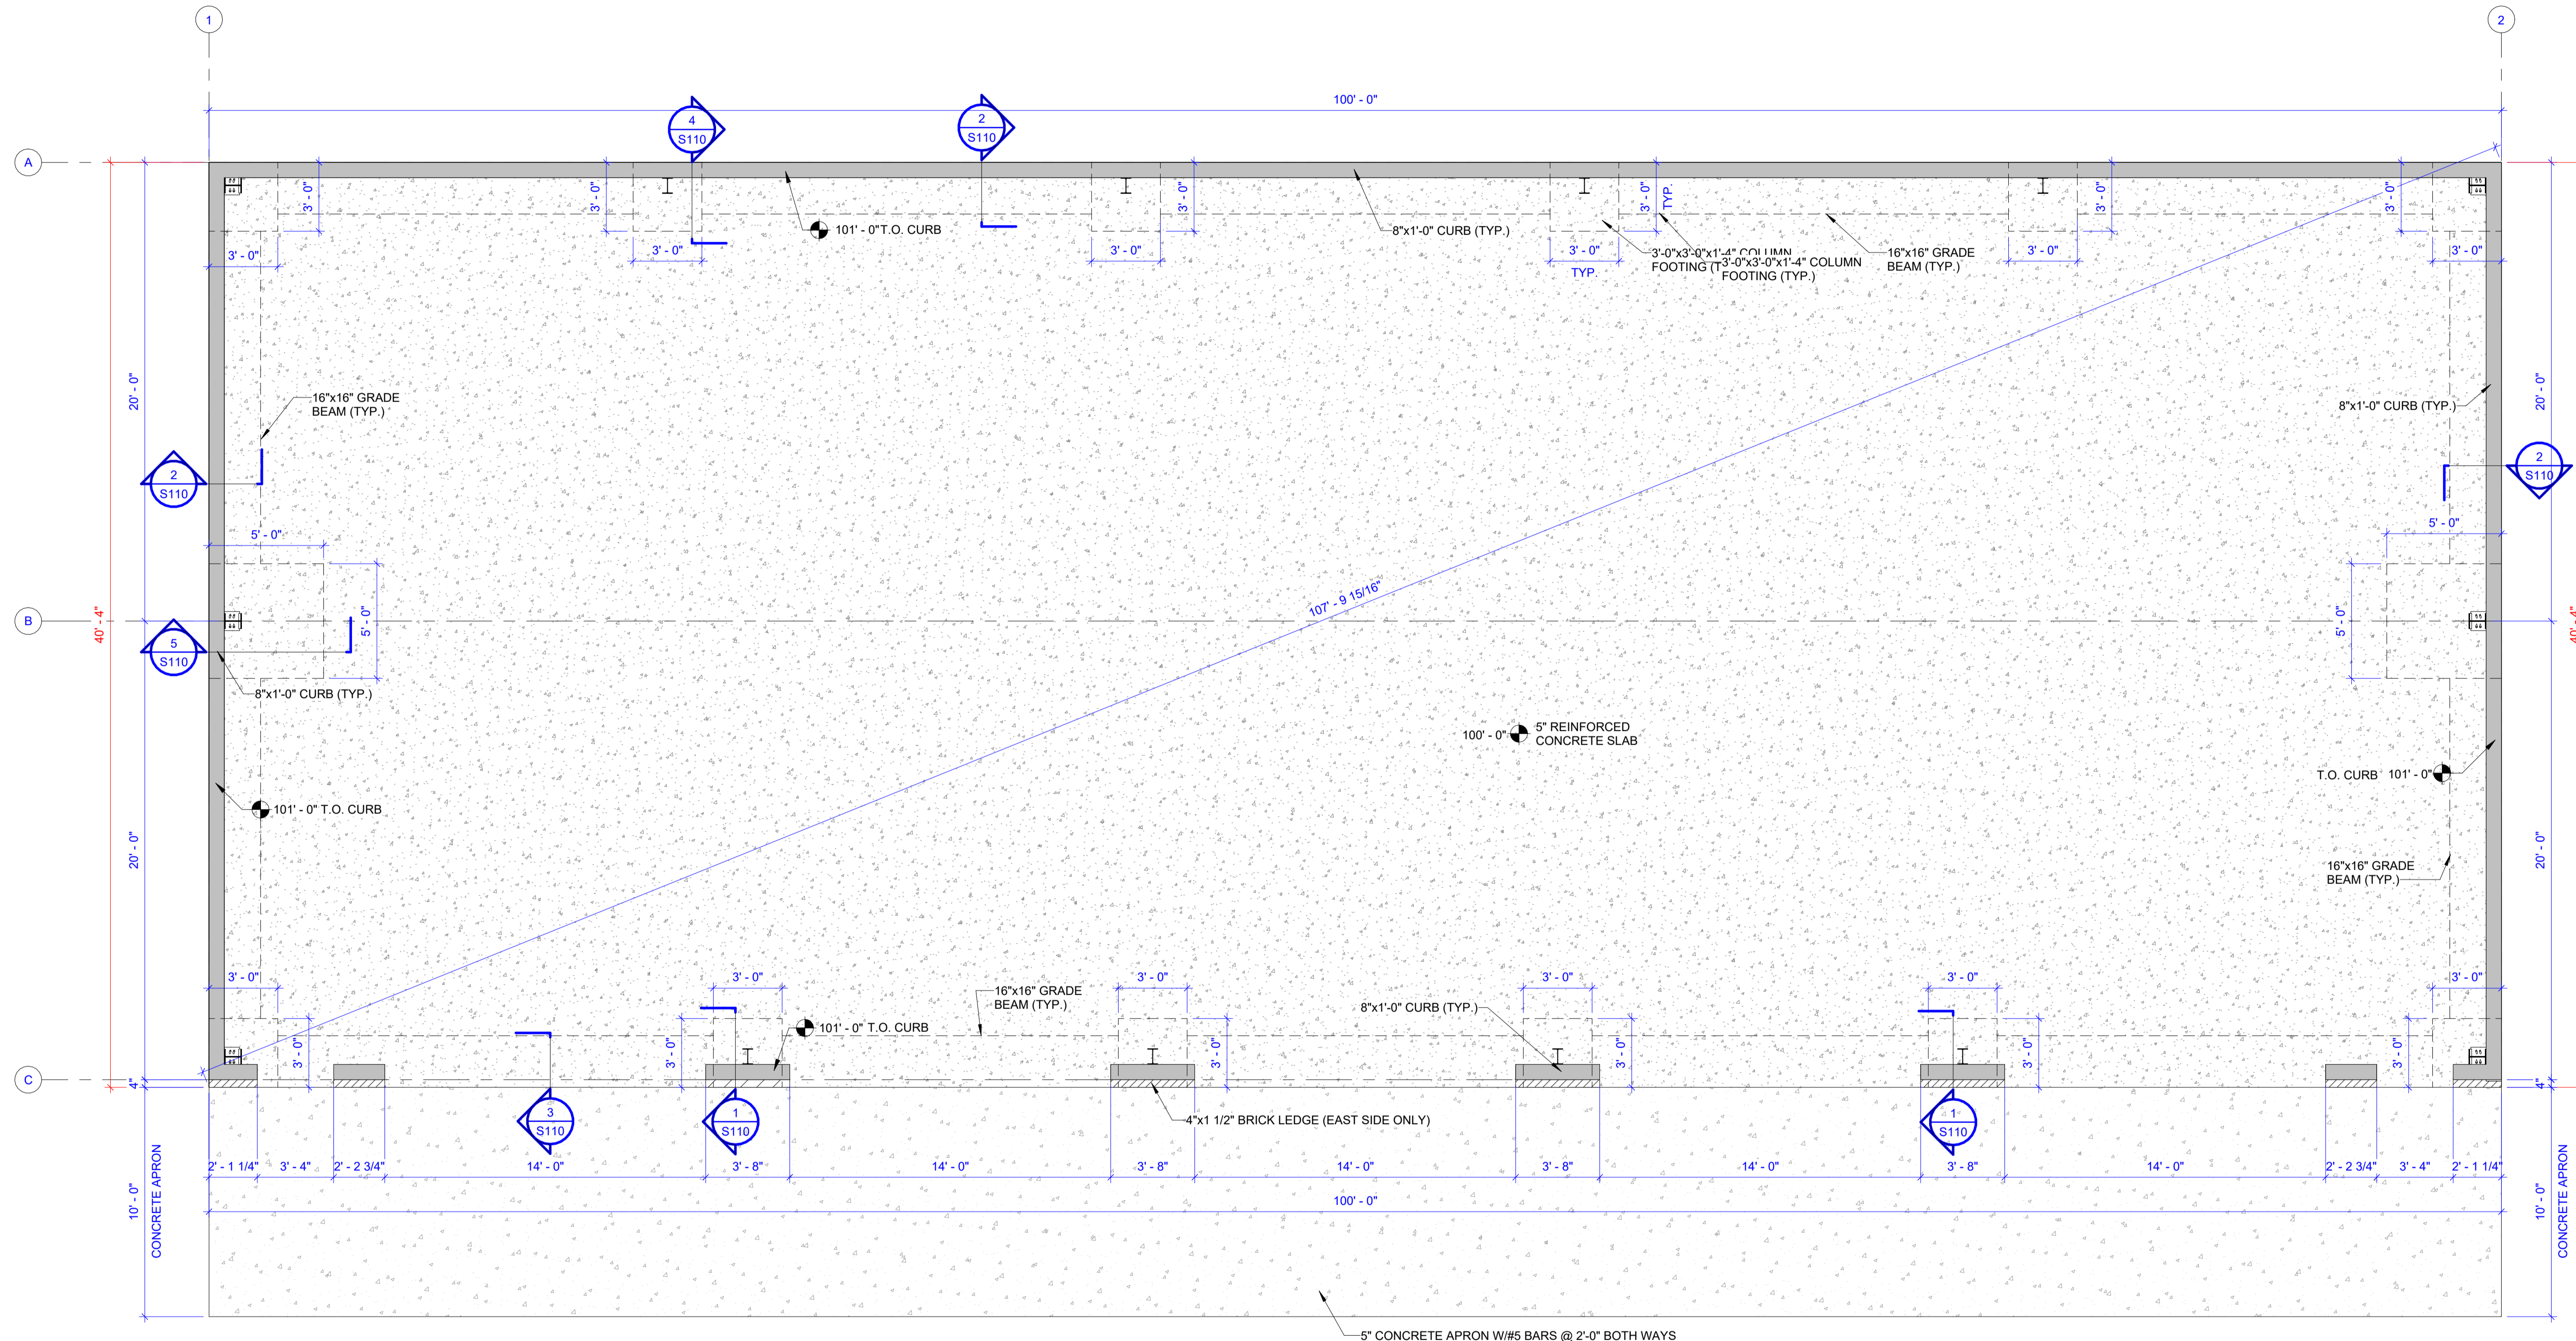 1
2
100' - 0"
4
S110
2
S110
A
3' - 0"
3' - 0"
3' - 0"
3' - 0"
TYP.
3' - 0"
3' - 0"
101' - 0" T.O. CURB
8"x1'-0" CURB (TYP.)
3' - 0"
3' - 0"
3' - 0"
3' - 0"
TYP.
3'-0"x3'-0"x1'-4" COLUMN
FOOTING (T
3'-0"x3'-0"x1'-4" COLUMN
FOOTING (TYP.)
16"x16" GRADE
BEAM (TYP.)
3' - 0"
3' - 0"
20' - 0"
16"x16" GRADE
BEAM (TYP.)
20' - 0"
8"x1'-0" CURB (TYP.)
2
S110
2
S110
5' - 0"
5' - 0"
40' - 4"
B
5' - 0"
107' - 9 15/16"
5' - 0"
40' - 4"
5
S110
8"x1'-0" CURB (TYP.)
100' - 0"
5" REINFORCED
CONCRETE SLAB
T.O. CURB 101' - 0"
101' - 0" T.O. CURB
20' - 0"
20' - 0"
16"x16" GRADE
BEAM (TYP.)
3' - 0"
3' - 0"
3' - 0"
3' - 0"
3' - 0"
3' - 0"
16"x16" GRADE
BEAM (TYP.)
8"x1'-0" CURB (TYP.)
101' - 0" T.O. CURB
3' - 0"
3' - 0"
3' - 0"
3' - 0"
3' - 0"
3' - 0"
C
4"
4"
3
S110
1
S110
4"x1 1/2" BRICK LEDGE (EAST SIDE ONLY)
1
S110
2' - 1 1/4"
3' - 4"
2' - 2 3/4"
14' - 0"
3' - 8"
14' - 0"
3' - 8"
14' - 0"
3' - 8"
14' - 0"
3' - 8"
14' - 0"
2' - 2 3/4"
3' - 4"
2' - 1 1/4"
10' - 0"
CONCRETE APRON
100' - 0"
10' - 0"
CONCRETE APRON
5" CONCRETE APRON W/#5 BARS @ 2'-0" BOTH WAYS